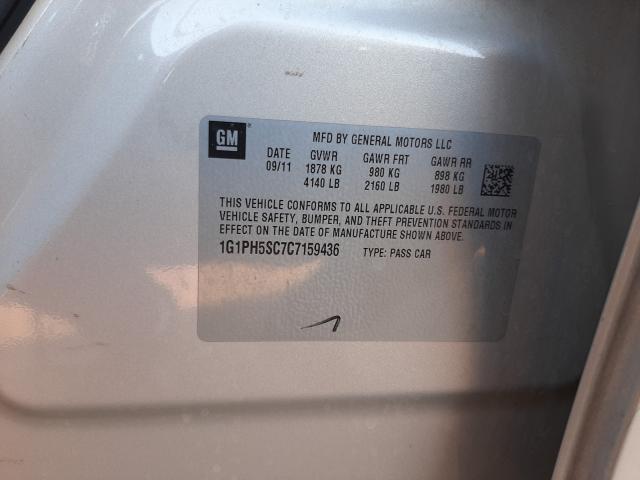 GM
MFD BY GENERAL MOTORS LLC
DATE GVWR GAWR FRT GAWR RR
09/11 1878 KG 980 KG 898 KG
4140 LB 2160 LB 1980 LB
THIS VEHICLE CONFORMS TO ALL APPLICABLE U.S. FEDERAL MOTOR
VEHICLE SAFETY, BUMPER, AND THEFT PREVENTION STANDARDS IN
EFFECT ON THE DATE OF MANUFACTURE SHOWN ABOVE.
1G1PH5SC7C7159436 TYPE: PASS CAR